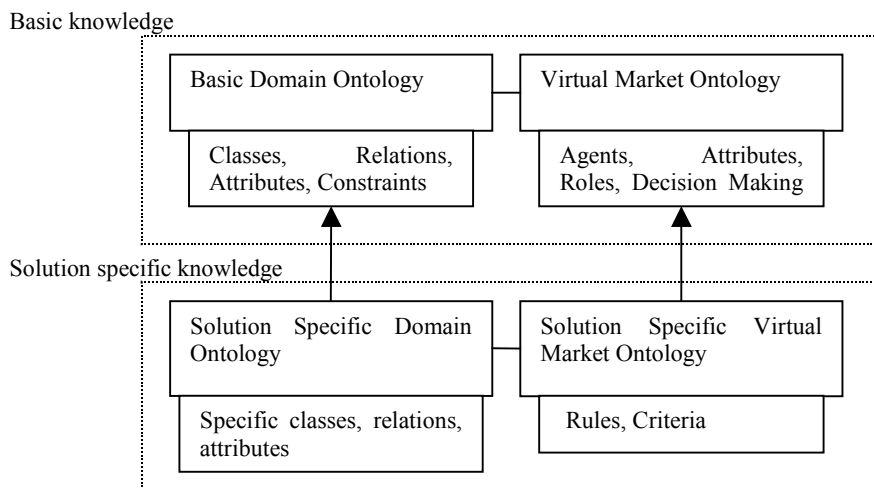 Basic knowledge
Basic Domain Ontology
Virtual Market Ontology
Classes, Relations,
Attributes, Constraints
Agents, Attributes,
Roles, Decision Making
Solution specific knowledge
Solution Specific Domain
Ontology
Solution Specific Virtual
Market Ontology
Specific classes, relations,
attributes
Rules, Criteria